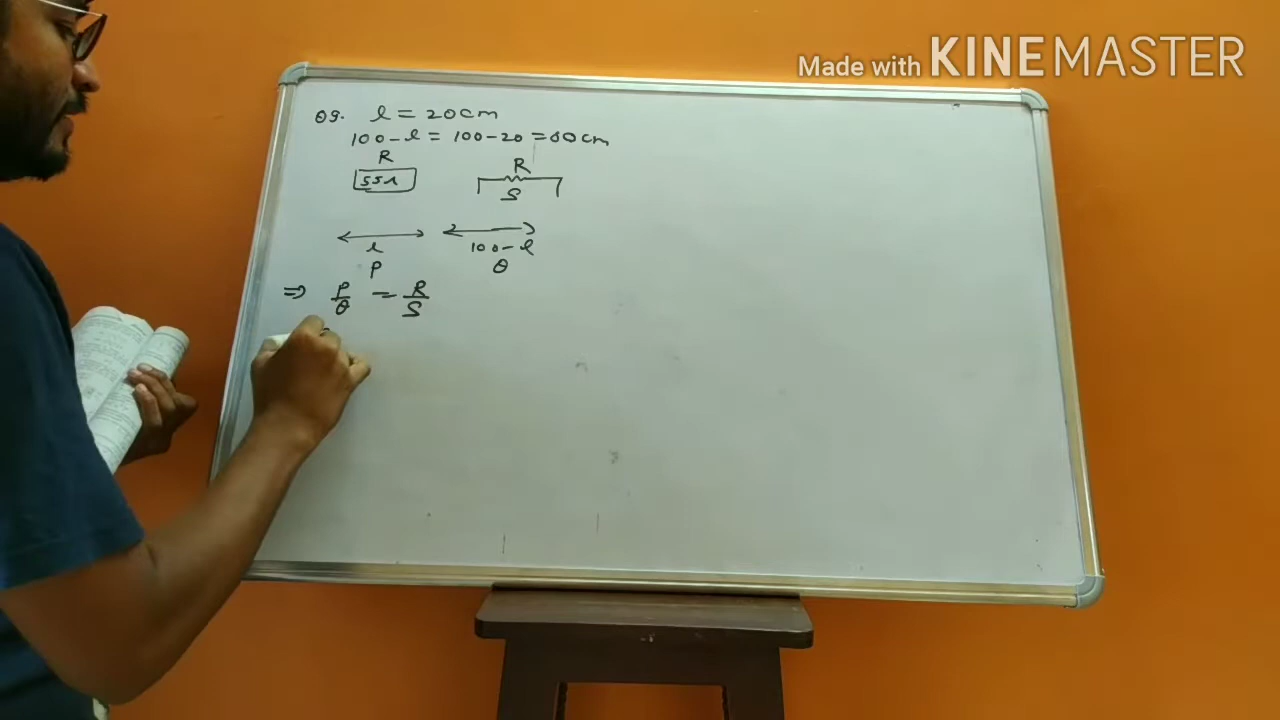 Made with KINEMASTER
09. l = 20cm
100-l = 100-20 = 80cm
R
55Ω
R
S
l
100-l
P
Q
⇒ P/Q = R/S